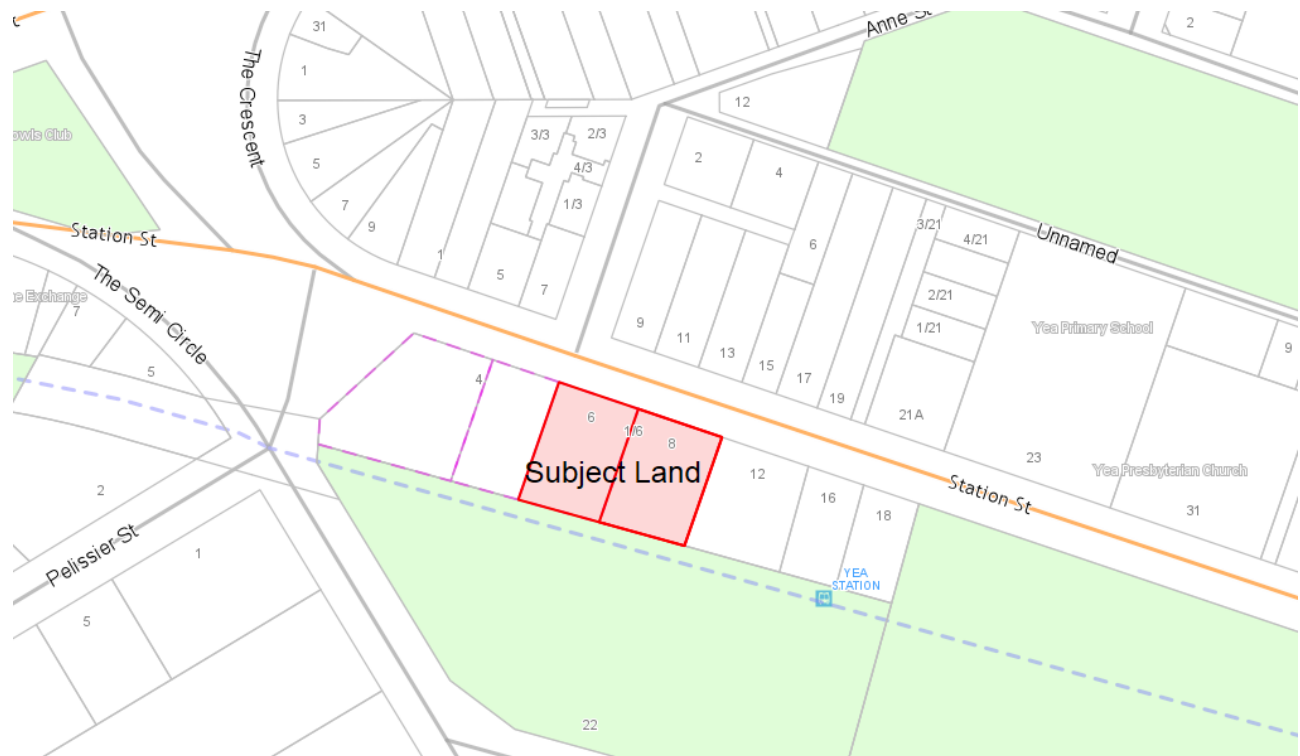 31
Anne St
2
The Crescent
1
12
3
3/3
2/3
owls Club
2
4
5
4/3
1/3
7
9
3/21
4/21
Unnamed
Station St
6
1
The Semi Circle
5
7
2/21
e Exchange
7
9
11
13
1/21
Yea Primary School
9
15
5
17
4
19
6
1/6
8
21A
23
Subject Land
12
Yea Presbyterian Church
Station St
16
31
2
18
Pelissier St
1
YEA
STATION
5
22